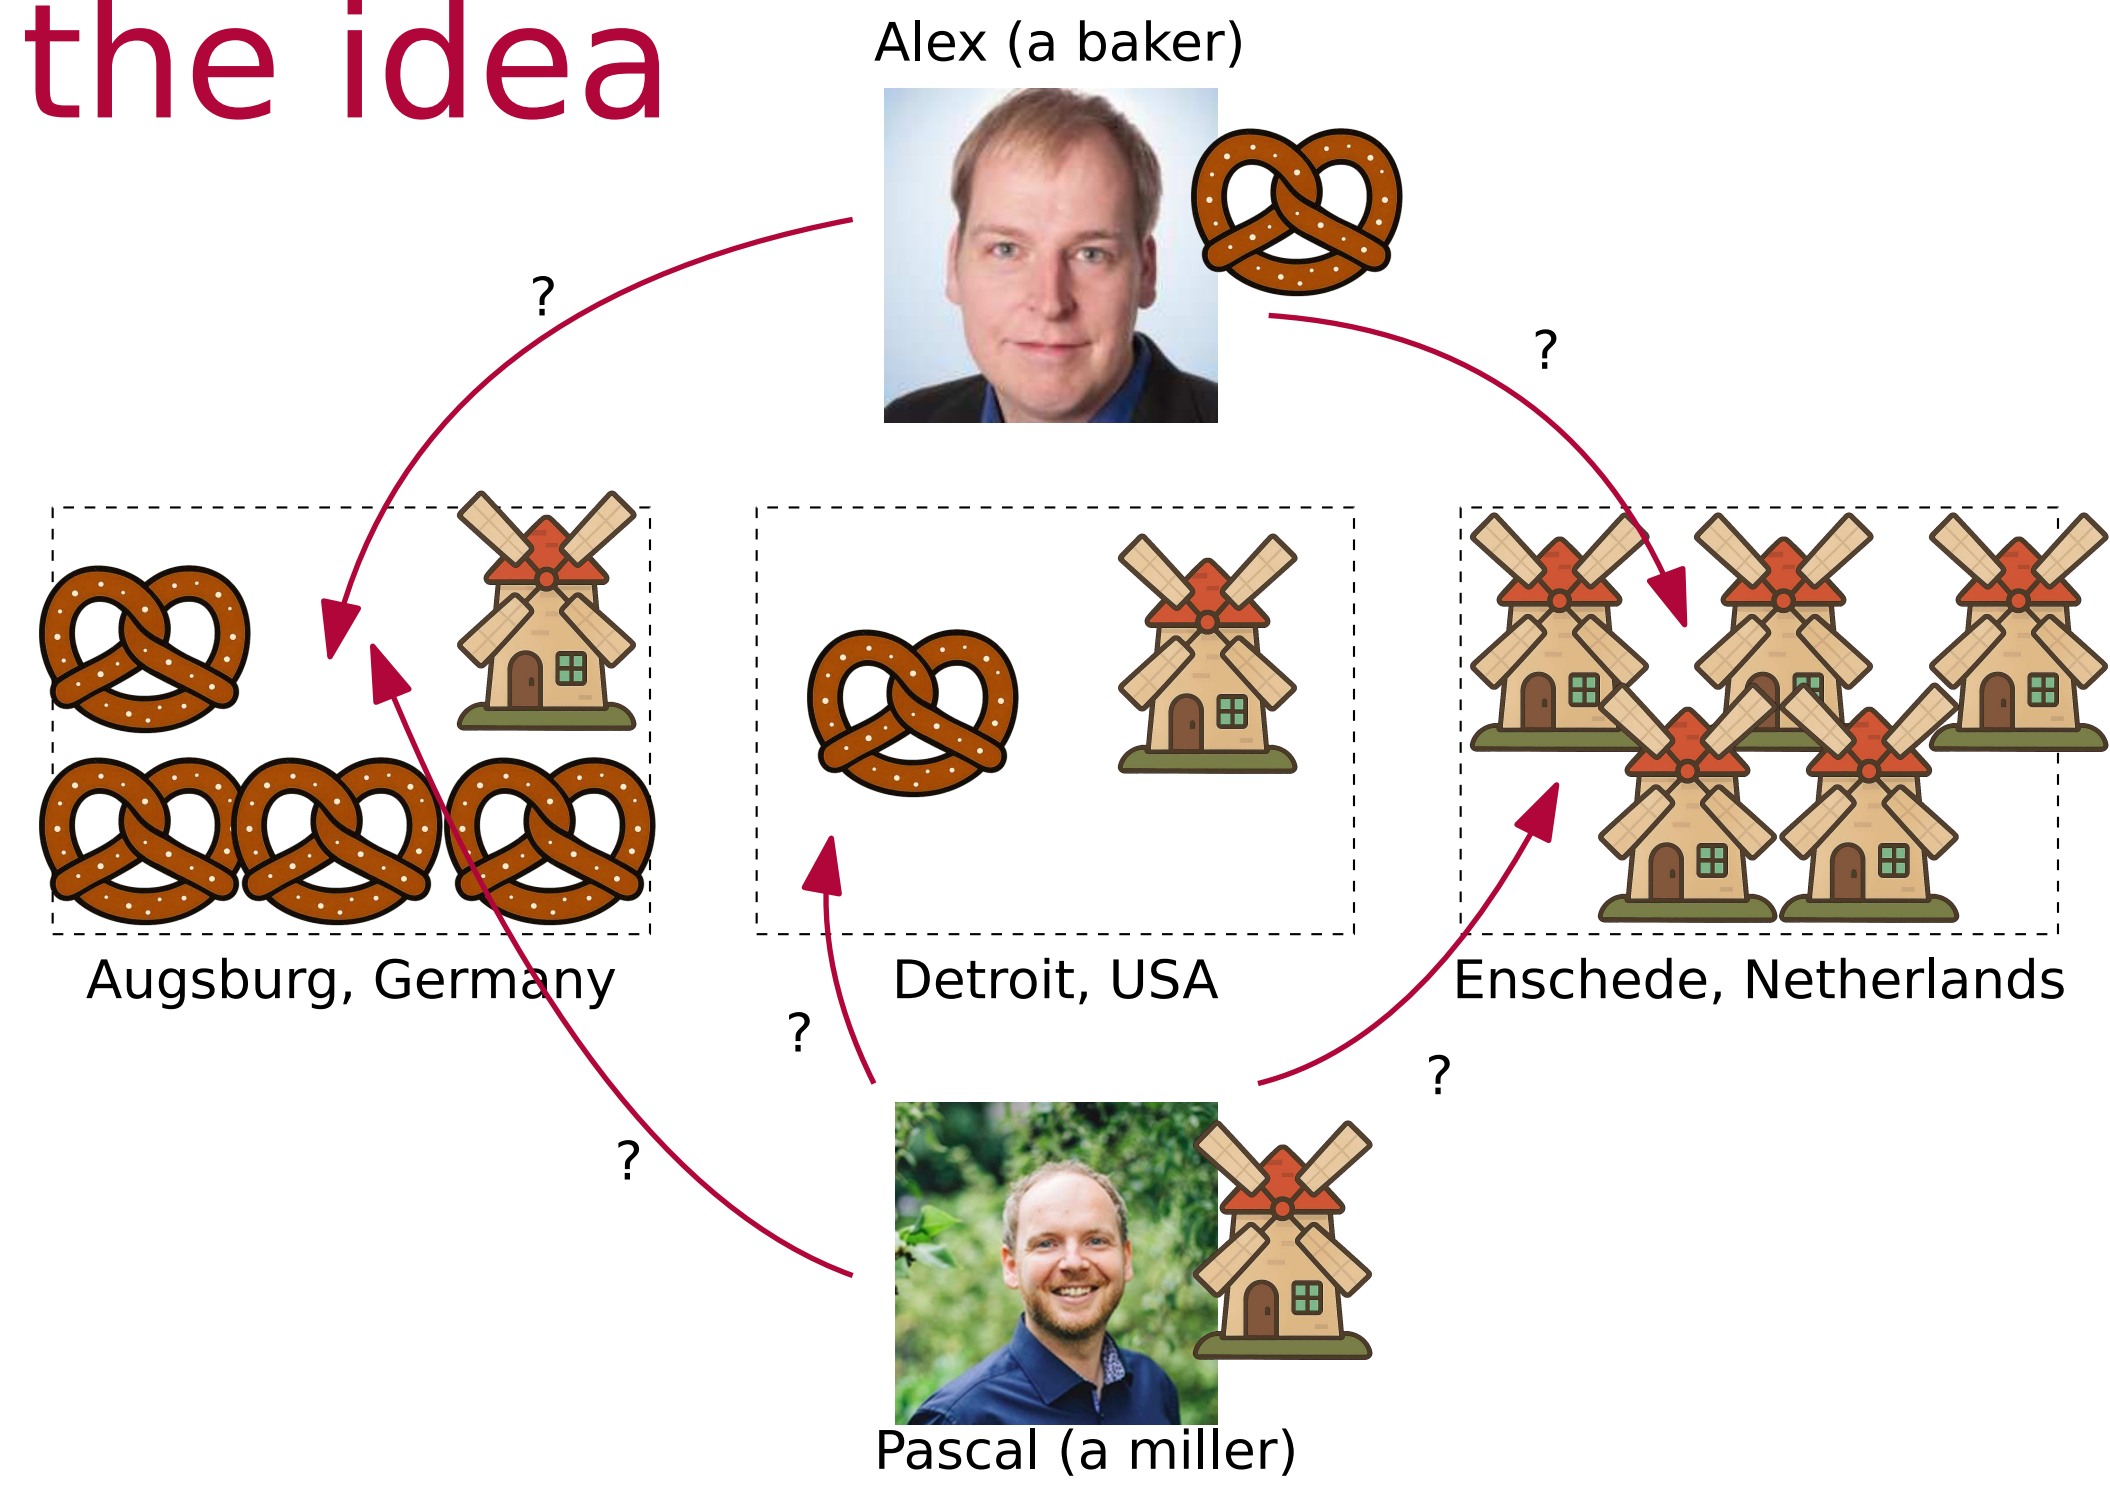 the idea
Alex (a baker)
?
?
Augsburg, Germany
Detroit, USA
Enschede, Netherlands
?
?
?
Pascal (a miller)